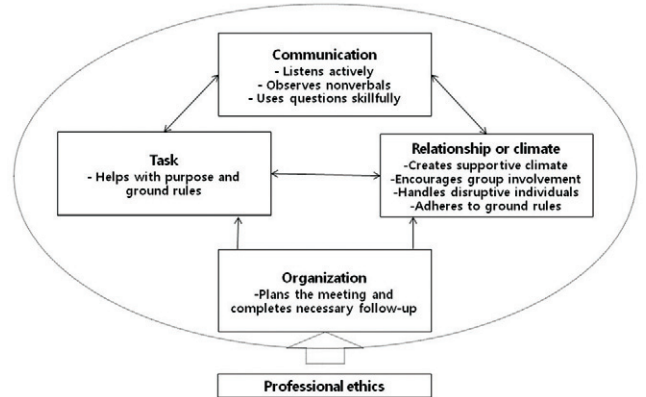 Communication
- Listens actively
- Observes nonverbals
- Uses questions skillfully
Task
- Helps with purpose and
ground rules
Relationship or climate
-Creates supportive climate
-Encourages group involvement
-Handles disruptive individuals
-Adheres to ground rules
Organization
-Plans the meeting and
completes necessary follow-up
Professional ethics